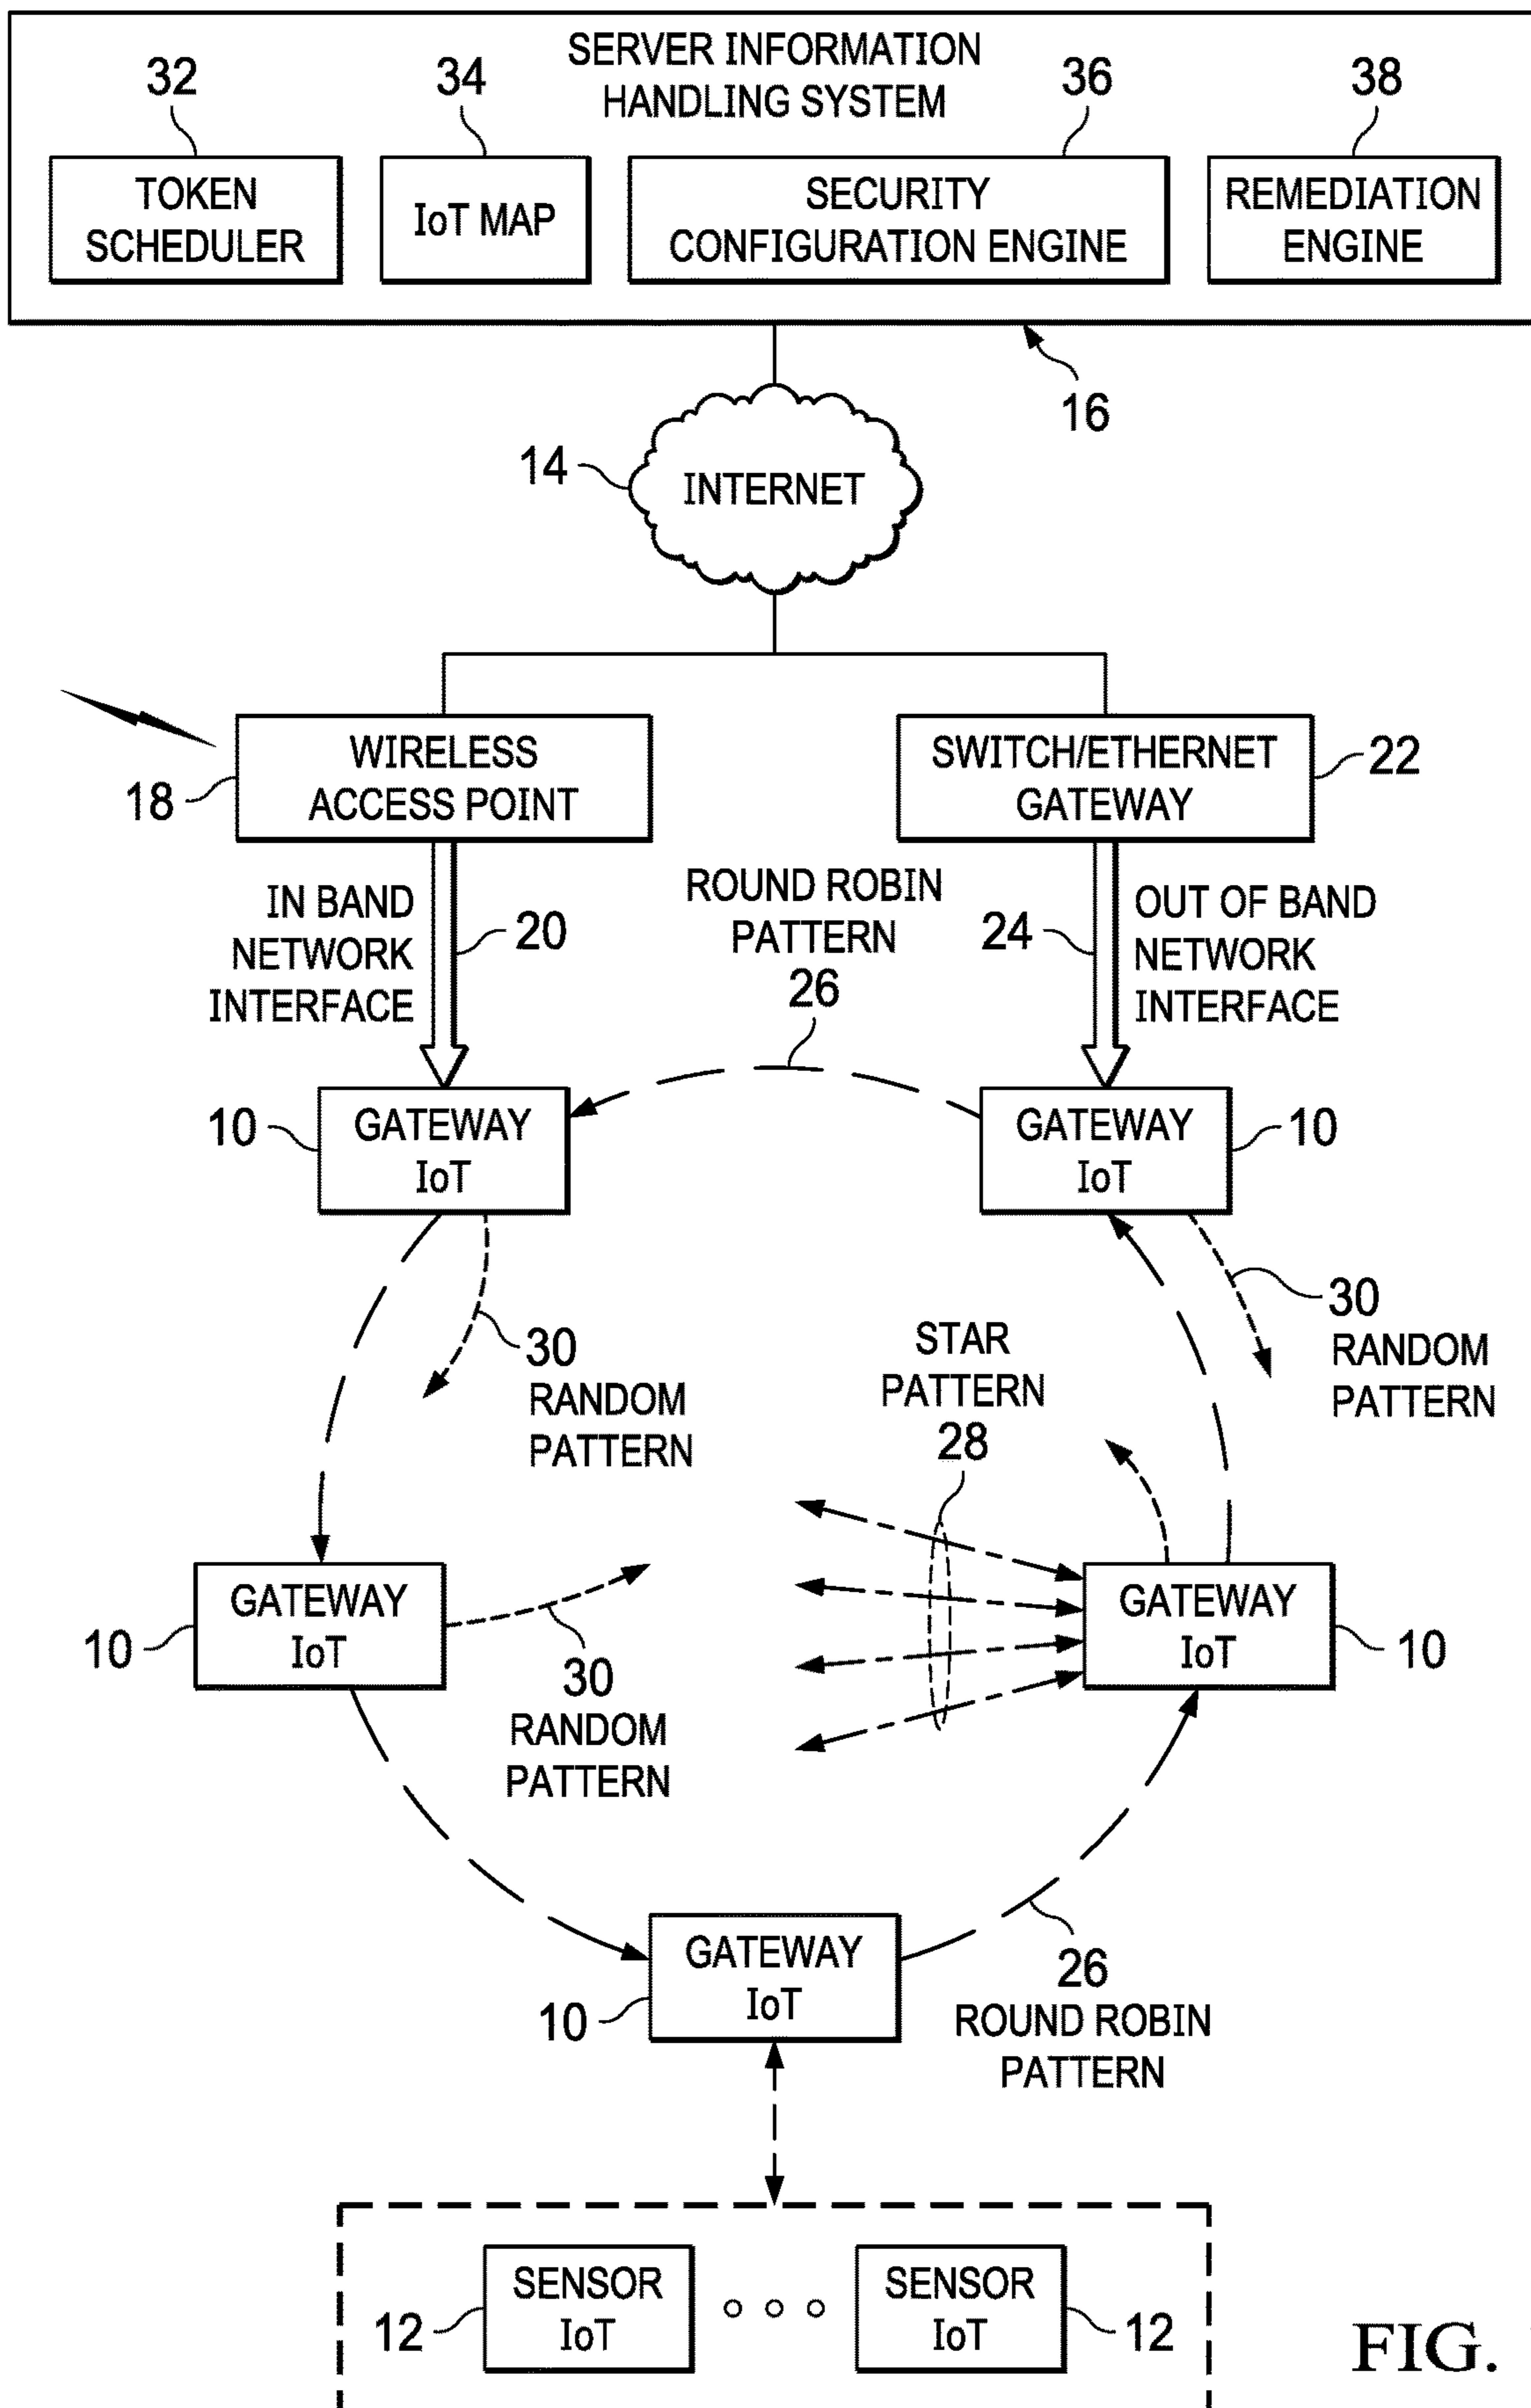 SERVER INFORMATION
HANDLING SYSTEM
32
34
36
38
TOKEN
SCHEDULER
IoT MAP
SECURITY
CONFIGURATION ENGINE
REMEDIATION
ENGINE
16
14
INTERNET
WIRELESS
ACCESS POINT
18
SWITCH/ETHERNET
GATEWAY
22
IN BAND
NETWORK
INTERFACE
20
ROUND ROBIN
PATTERN
26
24
OUT OF BAND
NETWORK
INTERFACE
10
GATEWAY
IoT
GATEWAY
IoT
10
30
RANDOM
PATTERN
STAR
PATTERN
28
30
RANDOM
PATTERN
10
GATEWAY
IoT
30
RANDOM
PATTERN
GATEWAY
IoT
10
10
GATEWAY
IoT
26
ROUND ROBIN
PATTERN
12
SENSOR
IoT
SENSOR
IoT
12
FIG.